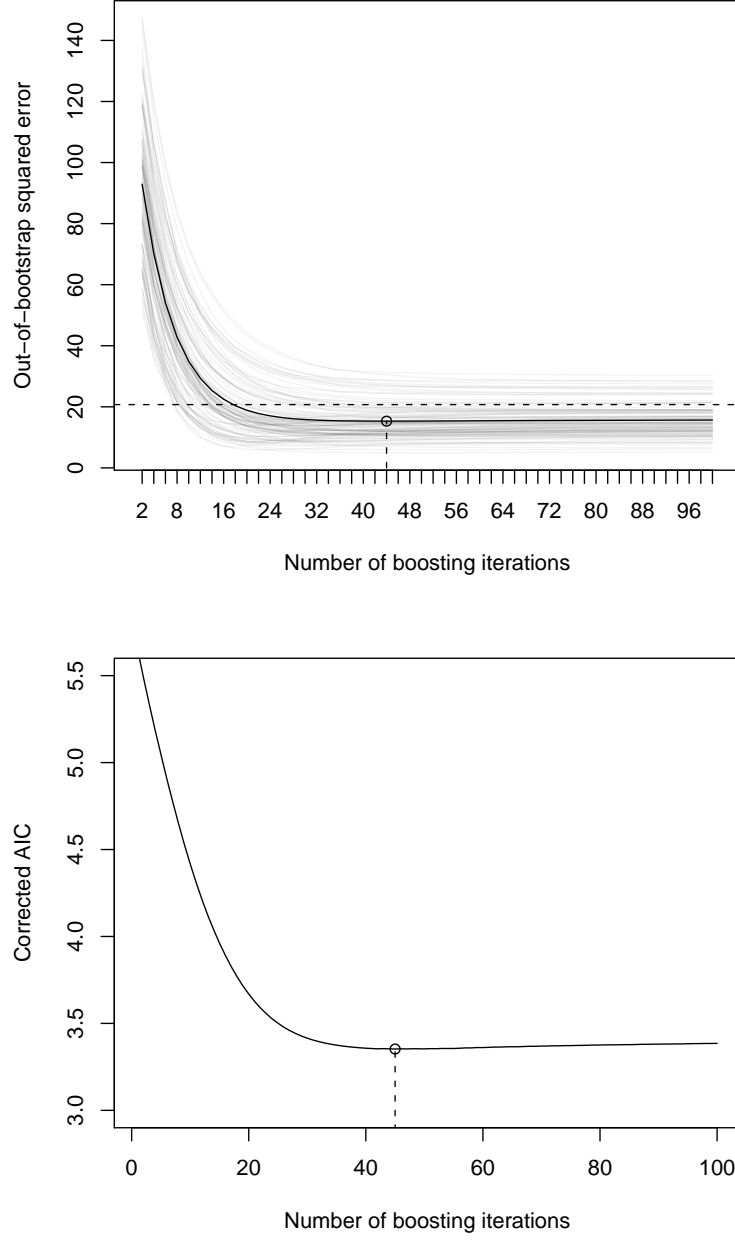 140
120
100
80
60
40
20
0
Out−of−bootstrap squared error
2 8 16 24 32 40 48 56 64 72 80 88 96
Number of boosting iterations
5.5
5.0
4.5
4.0
3.5
3.0
Corrected AIC
0 20 40 60 80 100
Number of boosting iterations